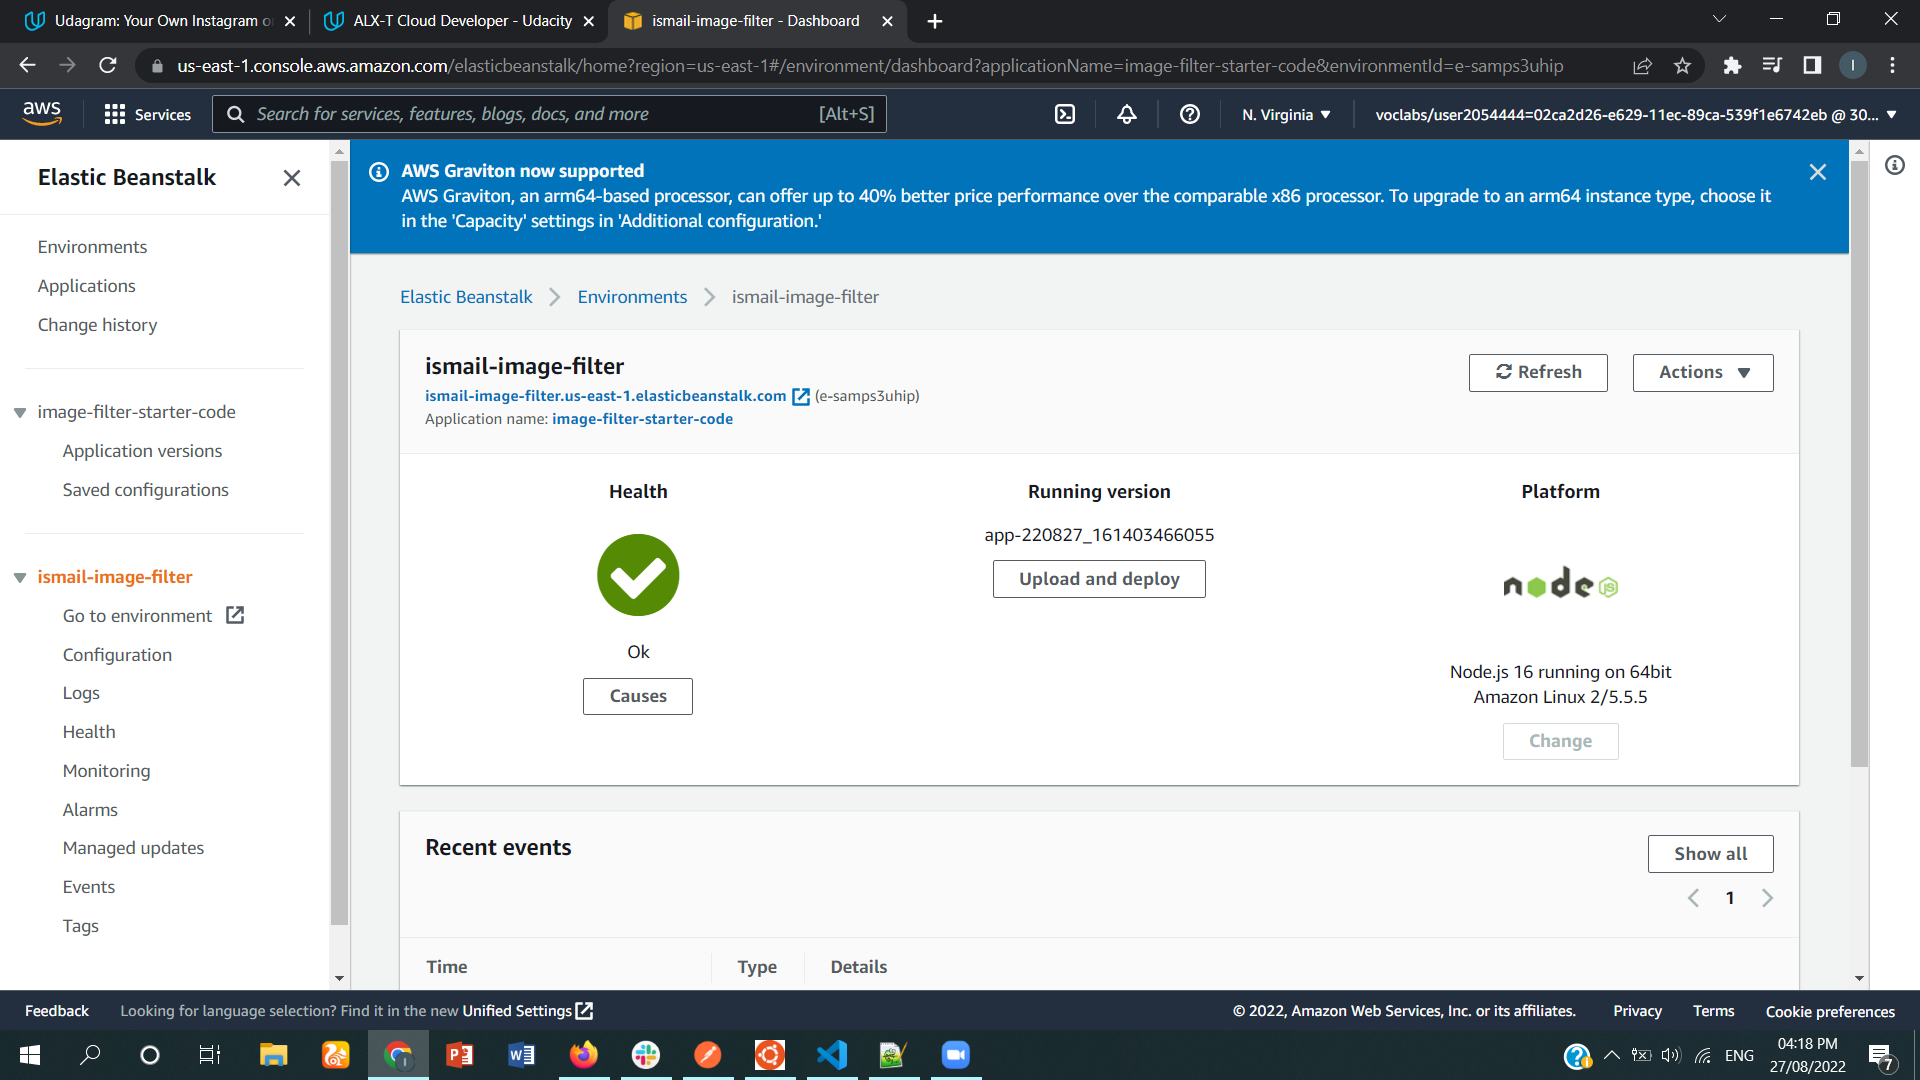 Udagram: Your Own Instagram o
ALX-T Cloud Developer - Udacity
ismail-image-filter - Dashboard
us-east-1.console.aws.amazon.com/elasticbeanstalk/home?region=us-east-1#/environment/dashboard?applicationName=image-filter-starter-code&environmentId=e-samps3uhip
I
aws
Services
Search for services, features, blogs, docs, and more
[Alt+S]
N. Virginia
voclabs/user2054444=02ca2d26-e629-11ec-89ca-539f1e6742eb @ 30...
Elastic Beanstalk
Environments
Applications
Change history
image-filter-starter-code
Application versions
Saved configurations
ismail-image-filter
Go to environment
Configuration
Logs
Health
Monitoring
Alarms
Managed updates
Events
Tags
AWS Graviton now supported
AWS Graviton, an arm64-based processor, can offer up to 40% better price performance over the comparable x86 processor. To upgrade to an arm64 instance type, choose it
in the 'Capacity' settings in 'Additional configuration.'
Elastic Beanstalk
Environments
ismail-image-filter
ismail-image-filter
ismail-image-filter.us-east-1.elasticbeanstalk.com (e-samps3uhip)
Application name: image-filter-starter-code
Refresh
Actions
Health
Ok
Causes
Running version
app-220827_161403466055
Upload and deploy
Platform
node JS
Node.js 16 running on 64bit
Amazon Linux 2/5.5.5
Change
Recent events
Show all
1
Time
Type
Details
Feedback
Looking for language selection? Find it in the new Unified Settings
© 2022, Amazon Web Services, Inc. or its affiliates.
Privacy
Terms
Cookie preferences
ENG
04:18 PM
27/08/2022
7